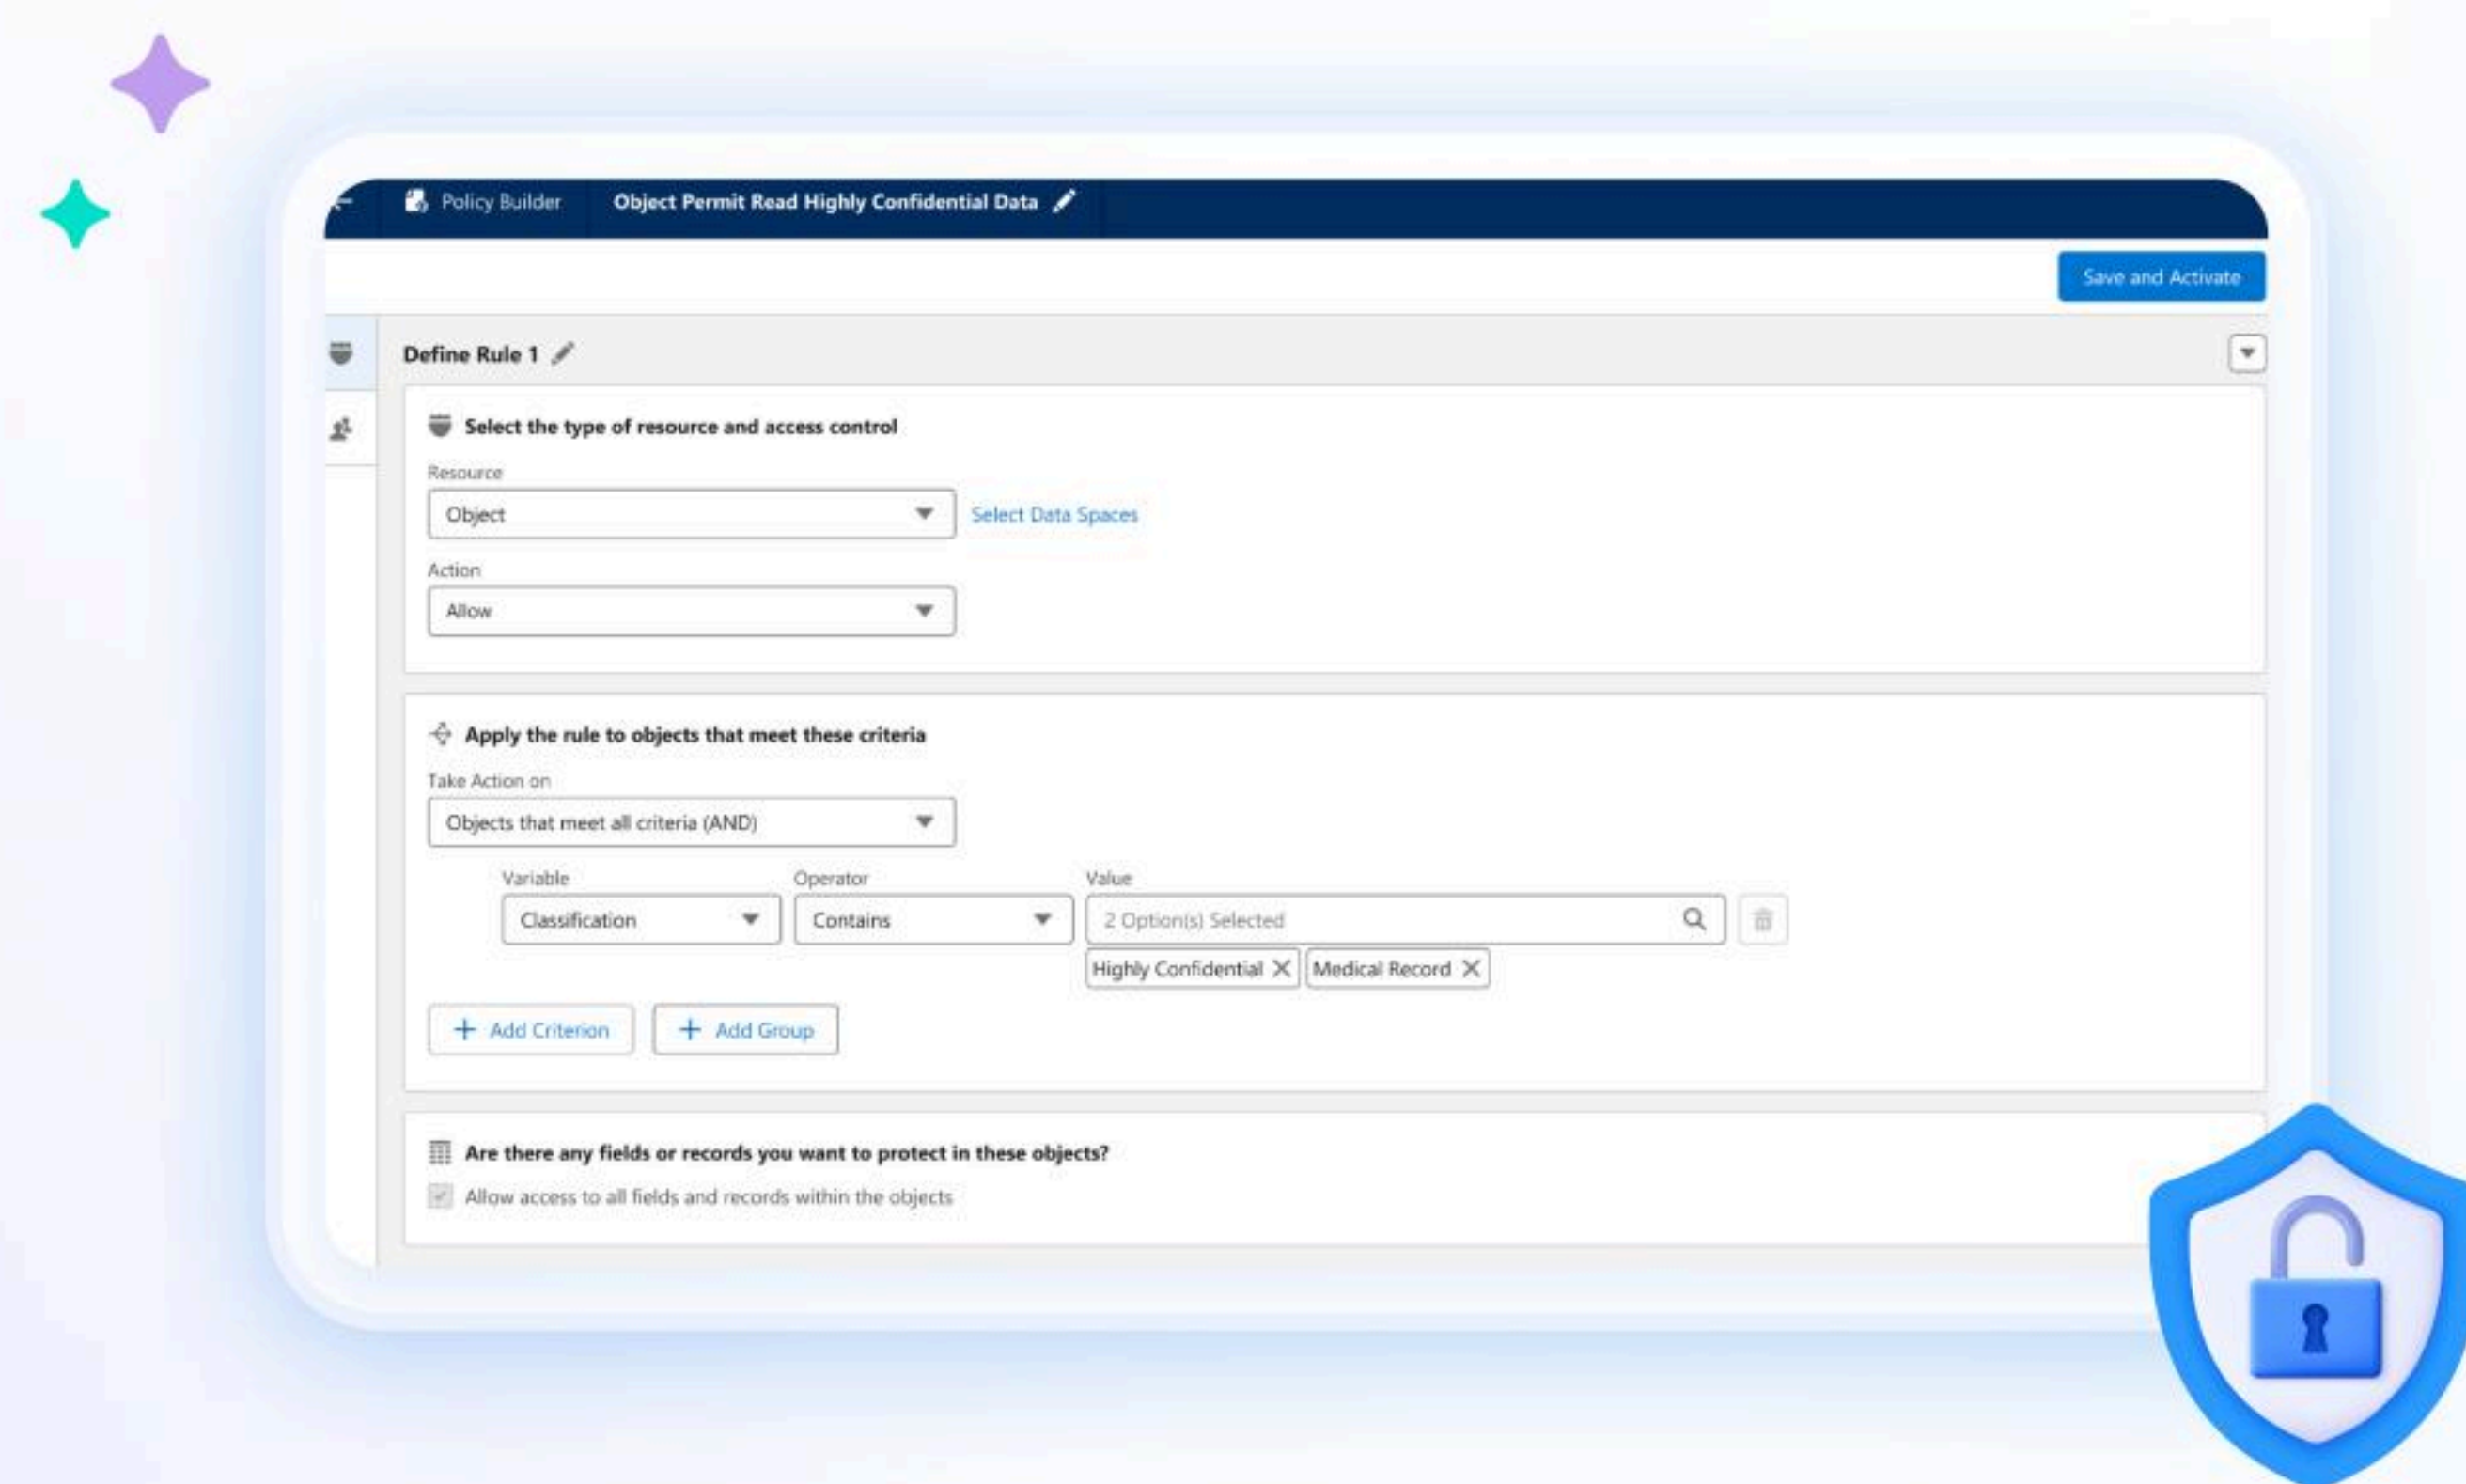 Policy Builder Object Permit Read Highly Confidential Data
Save and Activate
Define Rule 1
Select the type of resource and access control
Resource
Object Select Data Spaces
Action
Allow
Apply the rule to objects that meet these criteria
Take Action on
Objects that meet all criteria (AND)
Variable Operator Value
Classification Contains 2 Option(s) Selected
Highly Confidential Medical Record
Add Criterion Add Group
Are there any fields or records you want to protect in these objects?
Allow access to all fields and records within the objects